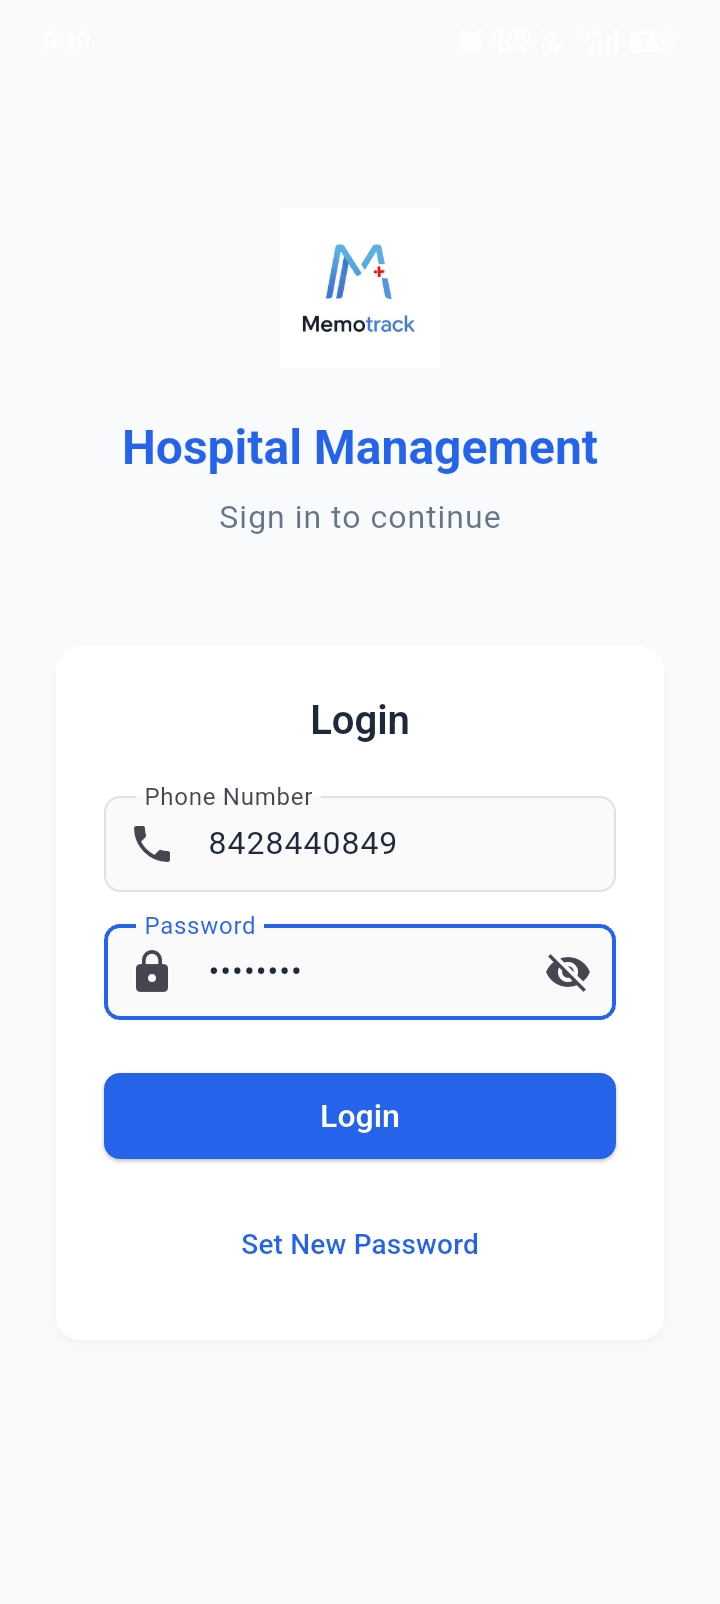 9:10
Memotrack
Hospital Management
Sign in to continue
Login
Phone Number
8428440849
Password
••••••••
Login
Set New Password